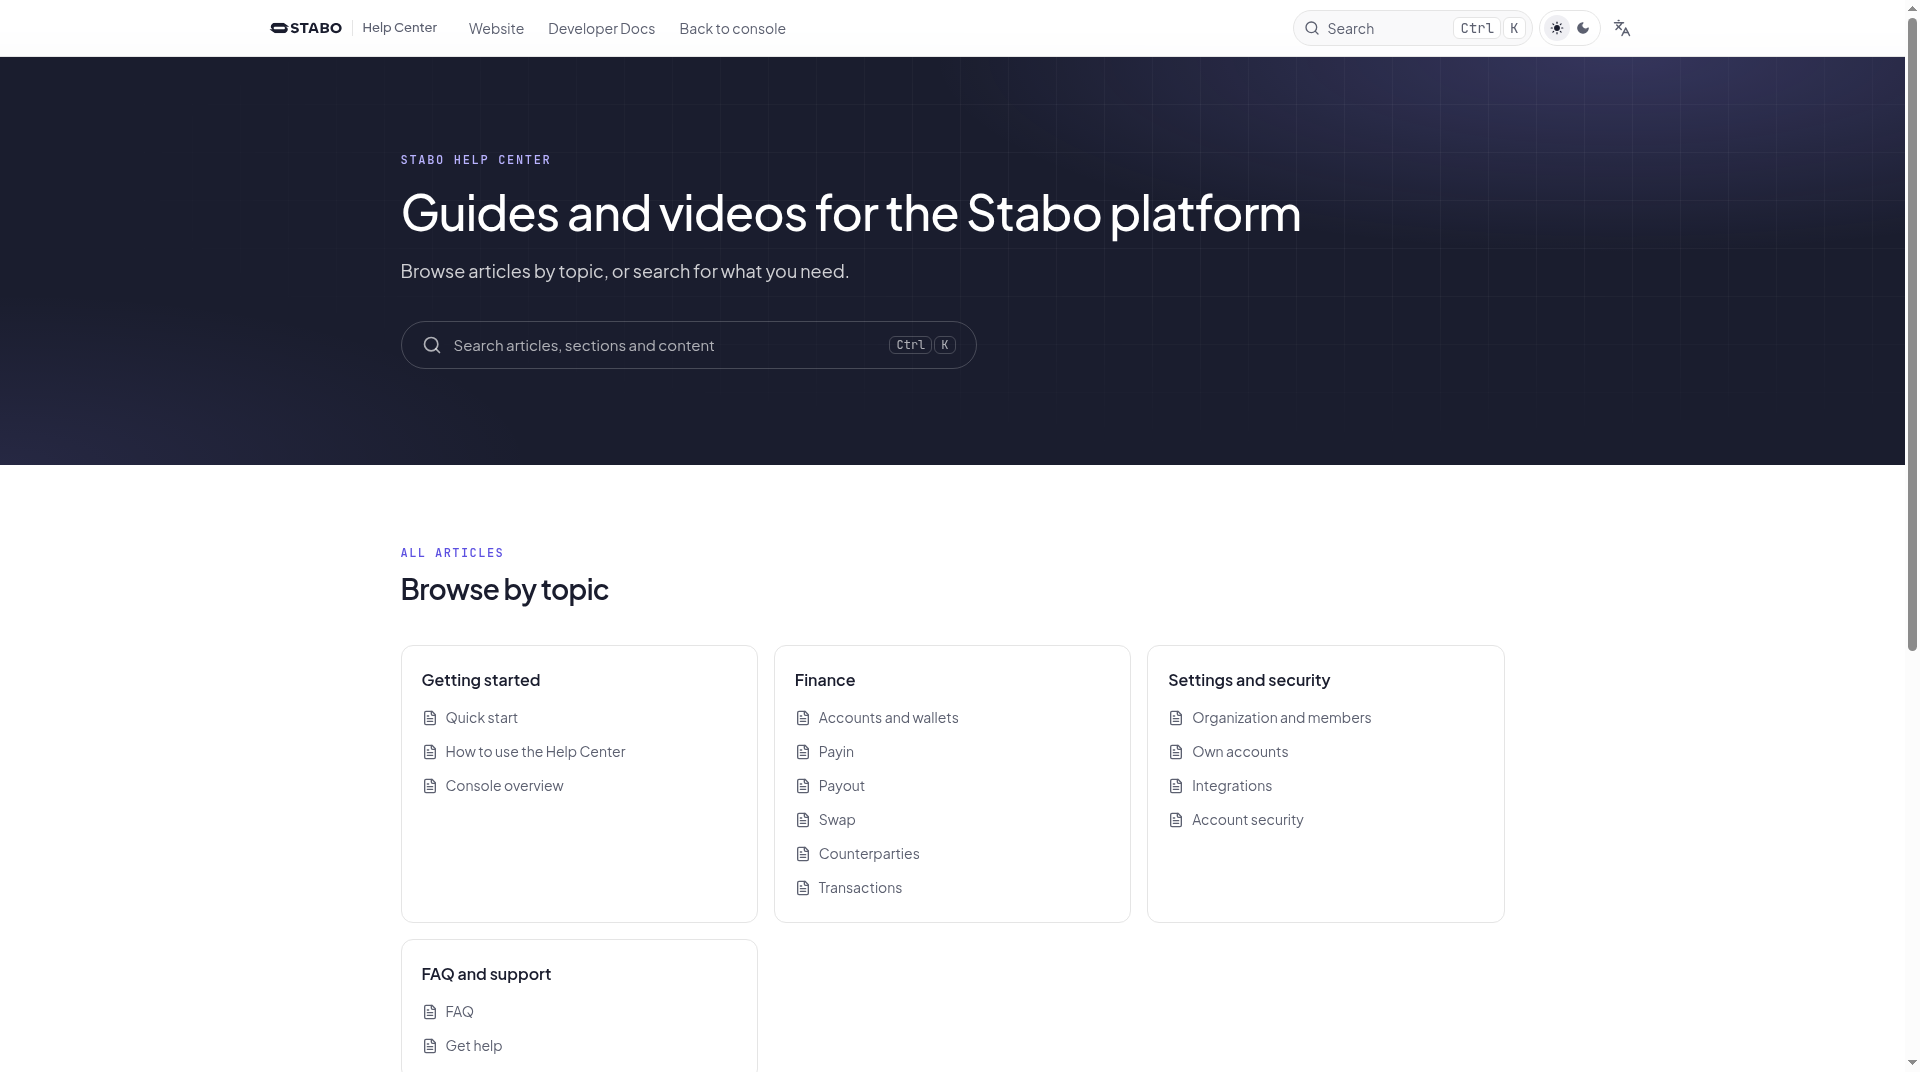 STABO Help Center Website Developer Docs Back to console Search Ctrl K
STABO HELP CENTER
Guides and videos for the Stabo platform
Browse articles by topic, or search for what you need.
Search articles, sections and content Ctrl K
ALL ARTICLES
Browse by topic
Getting started
Quick start
How to use the Help Center
Console overview
Finance
Accounts and wallets
Payin
Payout
Swap
Counterparties
Transactions
Settings and security
Organization and members
Own accounts
Integrations
Account security
FAQ and support
FAQ
Get help